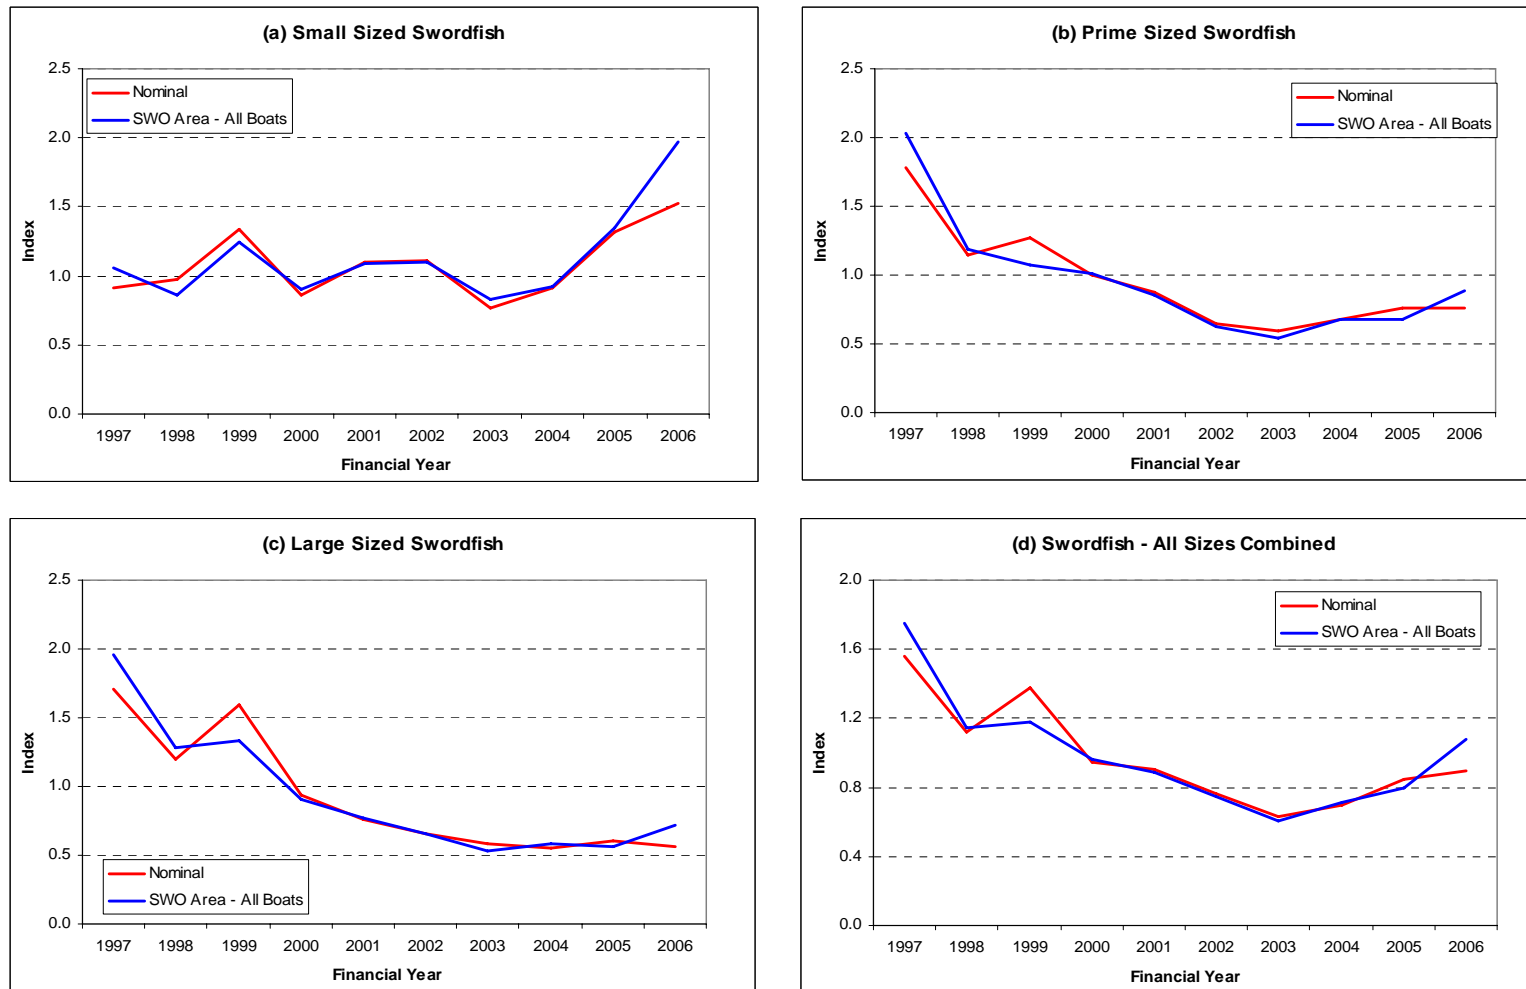 (a) Small Sized Swordfish
2.5
2.0
1.5
1.0
0.5
0.0
Index
Nominal
SWO Area - All Boats
1997 1998 1999 2000 2001 2002 2003 2004 2005 2006
Financial Year
(b) Prime Sized Swordfish
2.5
2.0
1.5
1.0
0.5
0.0
Index
Nominal
SWO Area - All Boats
1997 1998 1999 2000 2001 2002 2003 2004 2005 2006
Financial Year
(c) Large Sized Swordfish
2.5
2.0
1.5
1.0
0.5
0.0
Index
Nominal
SWO Area - All Boats
1997 1998 1999 2000 2001 2002 2003 2004 2005 2006
Financial Year
(d) Swordfish - All Sizes Combined
2.0
1.6
1.2
0.8
0.4
0.0
Index
Nominal
SWO Area - All Boats
1997 1998 1999 2000 2001 2002 2003 2004 2005 2006
Financial Year